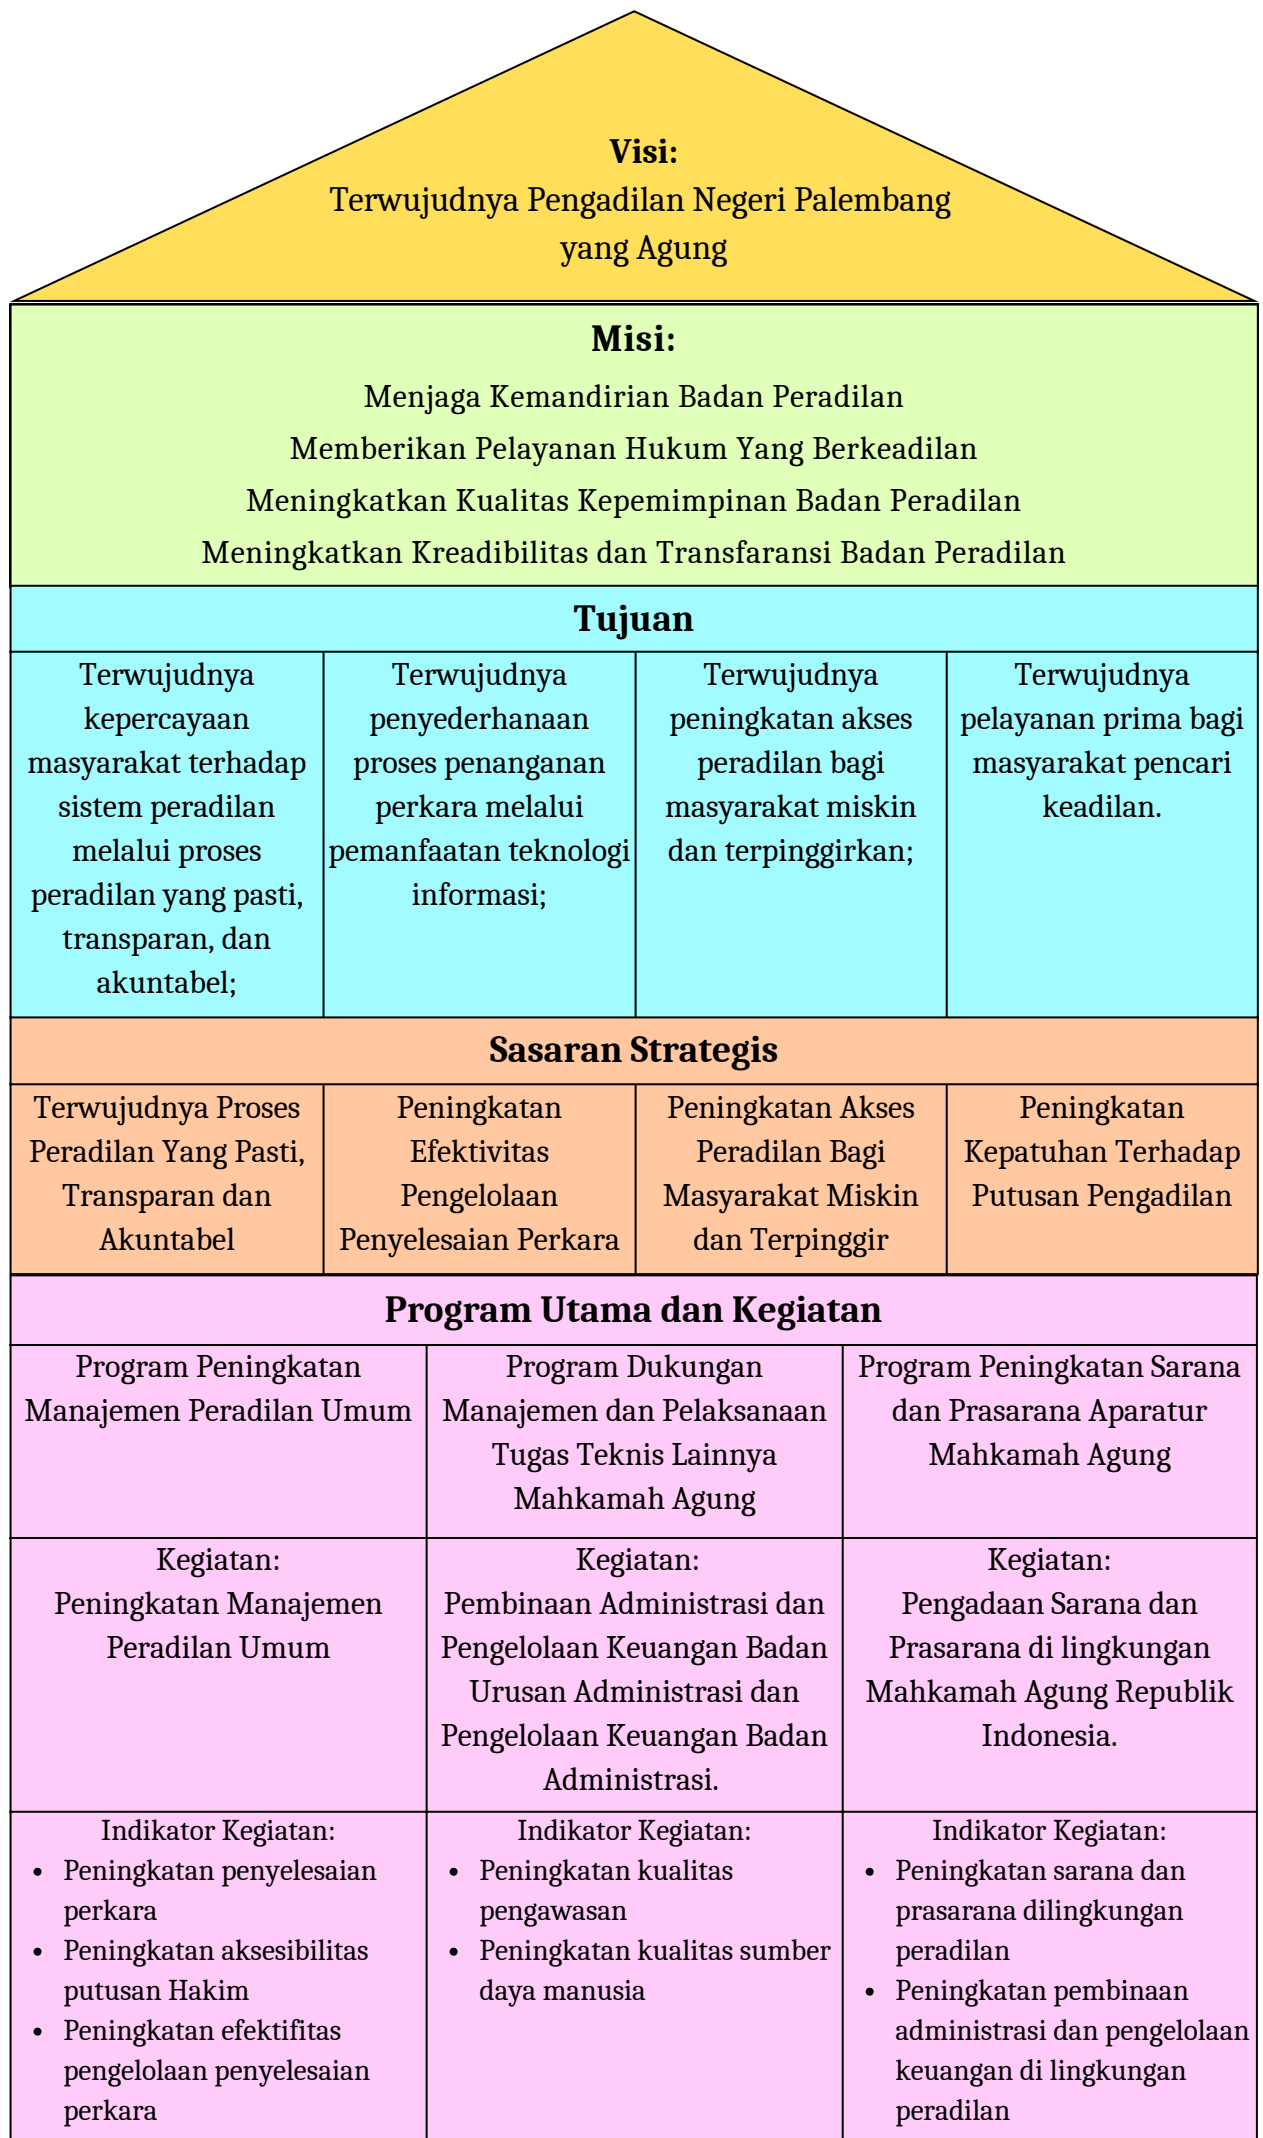 Visi:
Terwujudnya Pengadilan Negeri Palembang
yang Agung
Misi:
Menjaga Kemandirian Badan Peradilan
Memberikan Pelayanan Hukum Yang Berkeadilan
Meningkatkan Kualitas Kepemimpinan Badan Peradilan
Meningkatkan Kreadibilitas dan Transfaransi Badan Peradilan
Tujuan
Terwujudnya
kepercayaan
masyarakat terhadap
sistem peradilan
melalui proses
peradilan yang pasti,
transparan, dan
akuntabel;
Terwujudnya
penyederhanaan
proses penanganan
perkara melalui
pemanfaatan teknologi
informasi;
Terwujudnya
peningkatan akses
peradilan bagi
masyarakat miskin
dan terpinggirkan;
Terwujudnya
pelayanan prima bagi
masyarakat pencari
keadilan.
Sasaran Strategis
Terwujudnya Proses
Peradilan Yang Pasti,
Transparan dan
Akuntabel
Peningkatan
Efektivitas
Pengelolaan
Penyelesaian Perkara
Peningkatan Akses
Peradilan Bagi
Masyarakat Miskin
dan Terpinggir
Peningkatan
Kepatuhan Terhadap
Putusan Pengadilan
Program Utama dan Kegiatan
Program Peningkatan
Manajemen Peradilan Umum
Program Dukungan
Manajemen dan Pelaksanaan
Tugas Teknis Lainnya
Mahkamah Agung
Program Peningkatan Sarana
dan Prasarana Aparatur
Mahkamah Agung
Kegiatan:
Peningkatan Manajemen
Peradilan Umum
Kegiatan:
Pembinaan Administrasi dan
Pengelolaan Keuangan Badan
Urusan Administrasi dan
Pengelolaan Keuangan Badan
Administrasi.
Kegiatan:
Pengadaan Sarana dan
Prasarana di lingkungan
Mahkamah Agung Republik
Indonesia.
Indikator Kegiatan:
• Peningkatan penyelesaian
perkara
• Peningkatan aksesibilitas
putusan Hakim
• Peningkatan efektifitas
pengelolaan penyelesaian
perkara
Indikator Kegiatan:
• Peningkatan kualitas
pengawasan
• Peningkatan kualitas sumber
daya manusia
Indikator Kegiatan:
• Peningkatan sarana dan
prasarana dilingkungan
peradilan
• Peningkatan pembinaan
administrasi dan pengelolaan
keuangan di lingkungan
peradilan